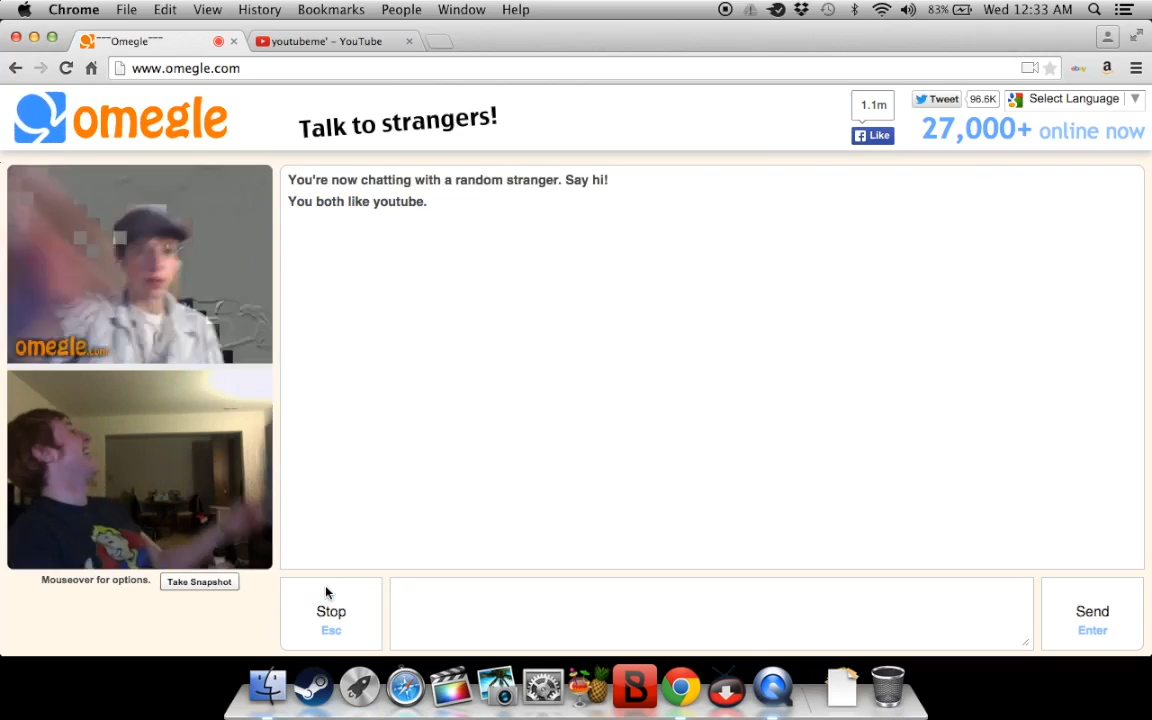 Chrome File Edit View History Bookmarks People Window Help 83% Wed 12:33 AM
Omegle
youtubeme' – YouTube
www.omegle.com
ebay a
omegle
Talk to strangers!
1.1m
Like
Tweet 96.6K
Select Language
27,000+ online now
You're now chatting with a random stranger. Say hi!
You both like youtube.
omegle.com
Mouseover for options. Take Snapshot
Stop
Esc
Send
Enter
B